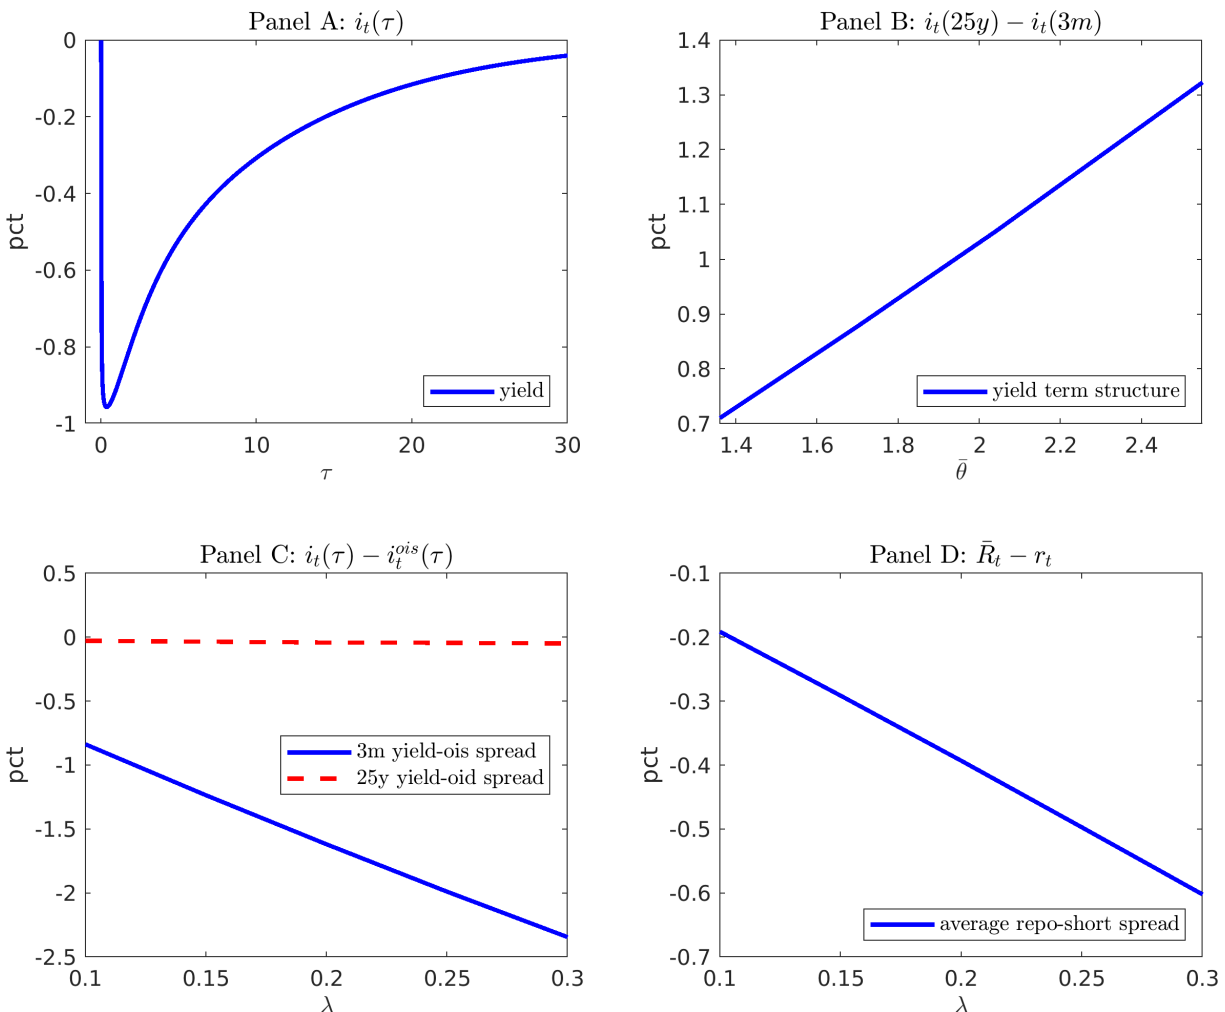 Panel A: i_t(τ)
0
-0.2
-0.4
-0.6
-0.8
-1
pct
yield
0 10 20 30
τ
Panel B: i_t(25y) − i_t(3m)
1.4
1.3
1.2
1.1
1
0.9
0.8
0.7
pct
yield term structure
1.4 1.6 1.8 2 2.2 2.4
θ̄
Panel C: i_t(τ) − i_t^{ois}(τ)
0.5
0
-0.5
-1
-1.5
-2
-2.5
pct
3m yield-ois spread
25y yield-oid spread
0.1 0.15 0.2 0.25 0.3
λ
Panel D: R̄_t − r_t
-0.1
-0.2
-0.3
-0.4
-0.5
-0.6
-0.7
pct
average repo-short spread
0.1 0.15 0.2 0.25 0.3
λ